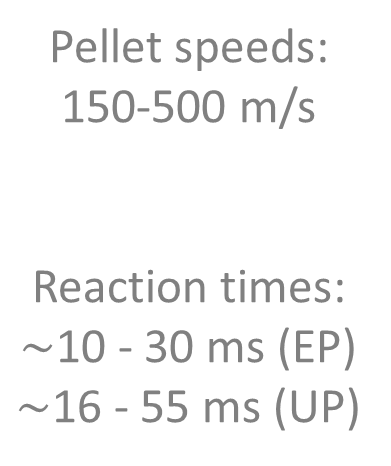 Pellet speeds:
150-500 m/s
Reaction times:
~10 - 30 ms (EP)
~16 - 55 ms (UP)